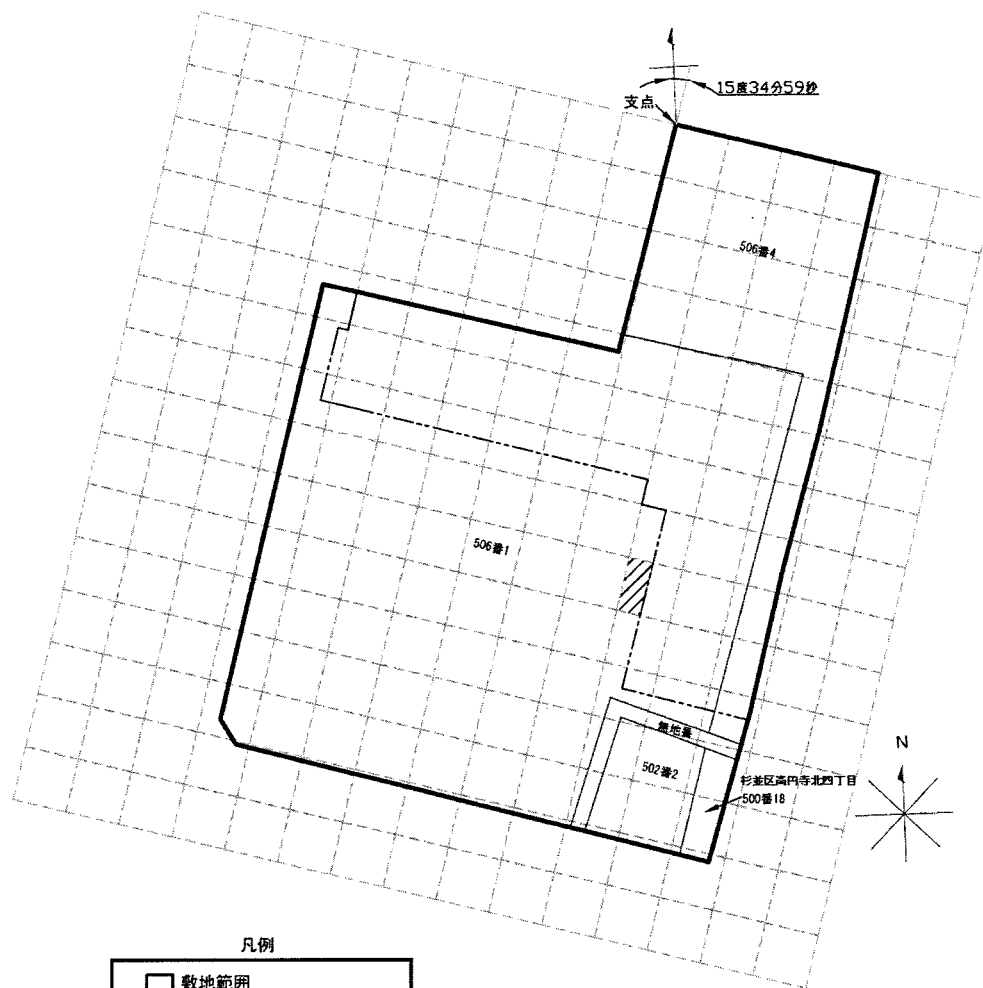 15度34分59秒
支点
506番4
506番1
無地番
502番2
杉並区高円寺北四丁目
500番18
N
凡例
敷地範囲